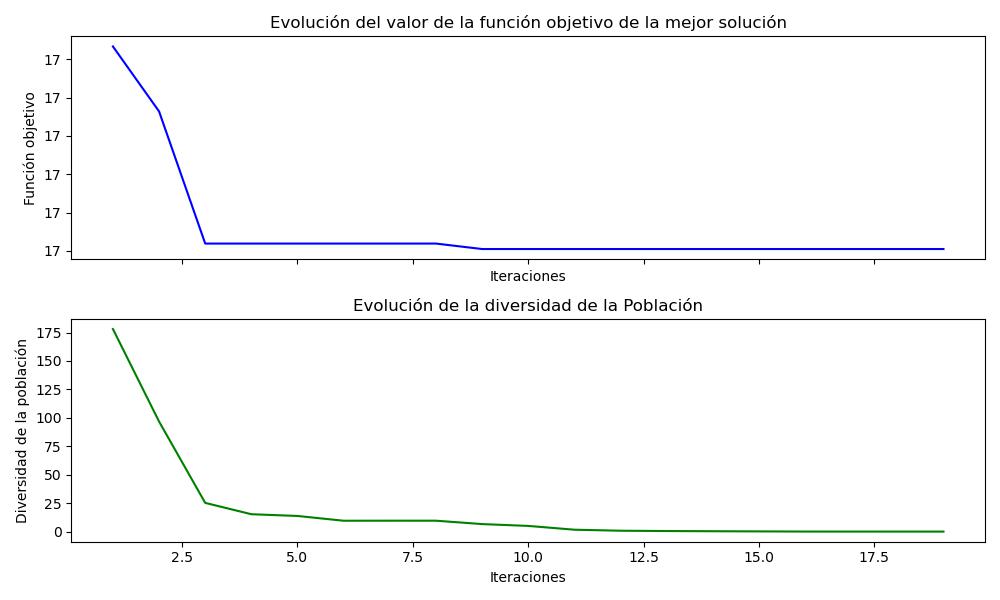 Evolución del valor de la función objetivo de la mejor solución
17
17
17
17
17
17
Función objetivo
Iteraciones
Evolución de la diversidad de la Población
175
150
125
100
75
50
25
0
Diversidad de la población
2.5 5.0 7.5 10.0 12.5 15.0 17.5
Iteraciones